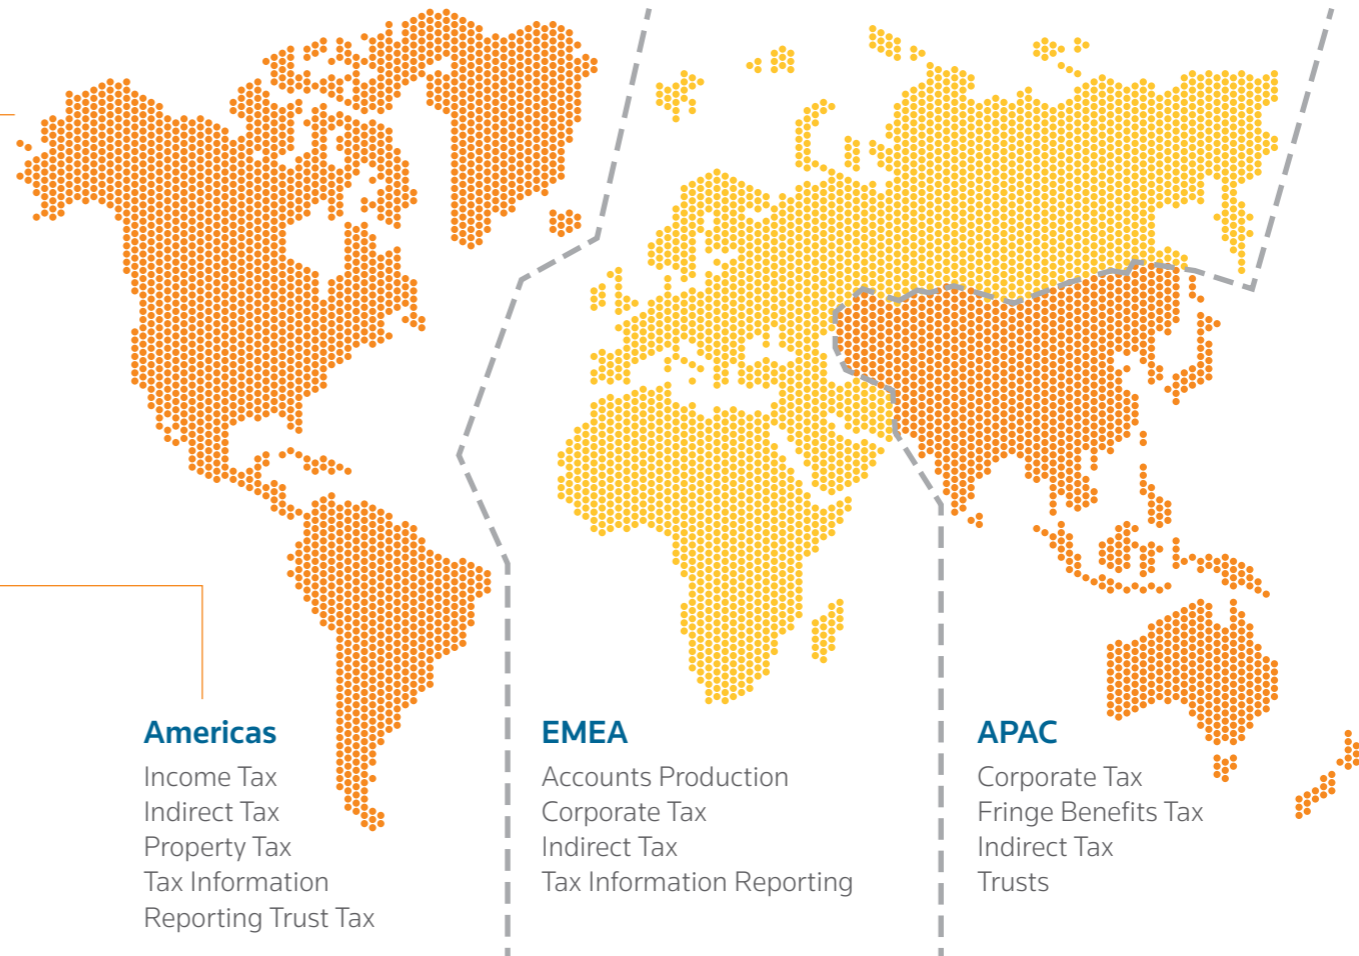 Americas
Income Tax
Indirect Tax
Property Tax
Tax Information
Reporting Trust Tax
EMEA
Accounts Production
Corporate Tax
Indirect Tax
Tax Information Reporting
APAC
Corporate Tax
Fringe Benefits Tax
Indirect Tax
Trusts